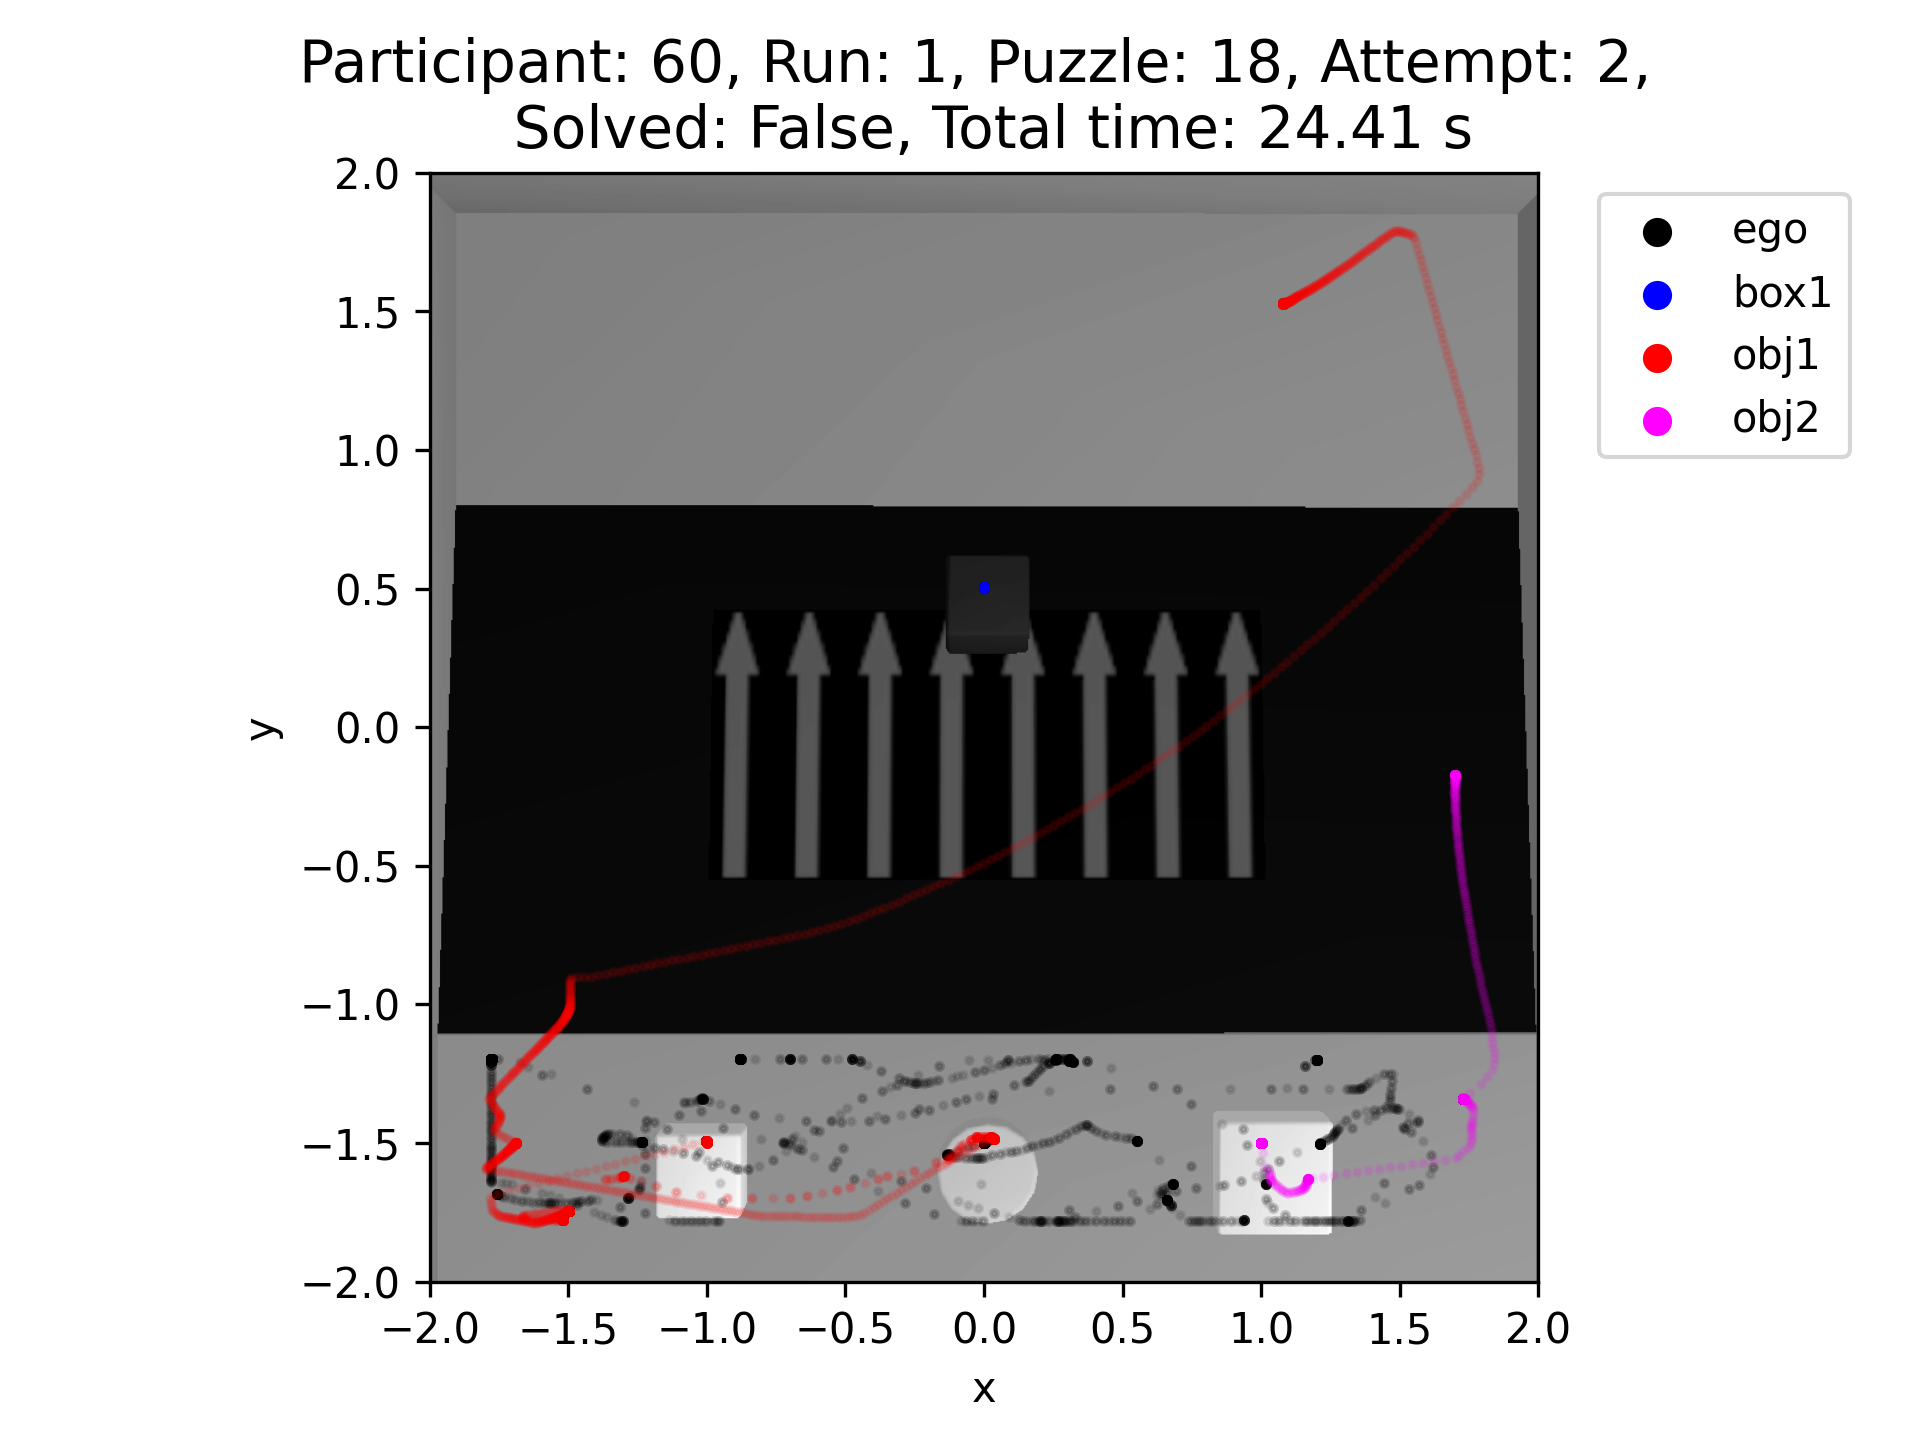 Participant: 60, Run: 1, Puzzle: 18, Attempt: 2,
Solved: False, Total time: 24.41 s
2.0
1.5
1.0
0.5
0.0
−0.5
−1.0
−1.5
−2.0
y
−2.0 −1.5 −1.0 −0.5 0.0 0.5 1.0 1.5 2.0
x
ego
box1
obj1
obj2